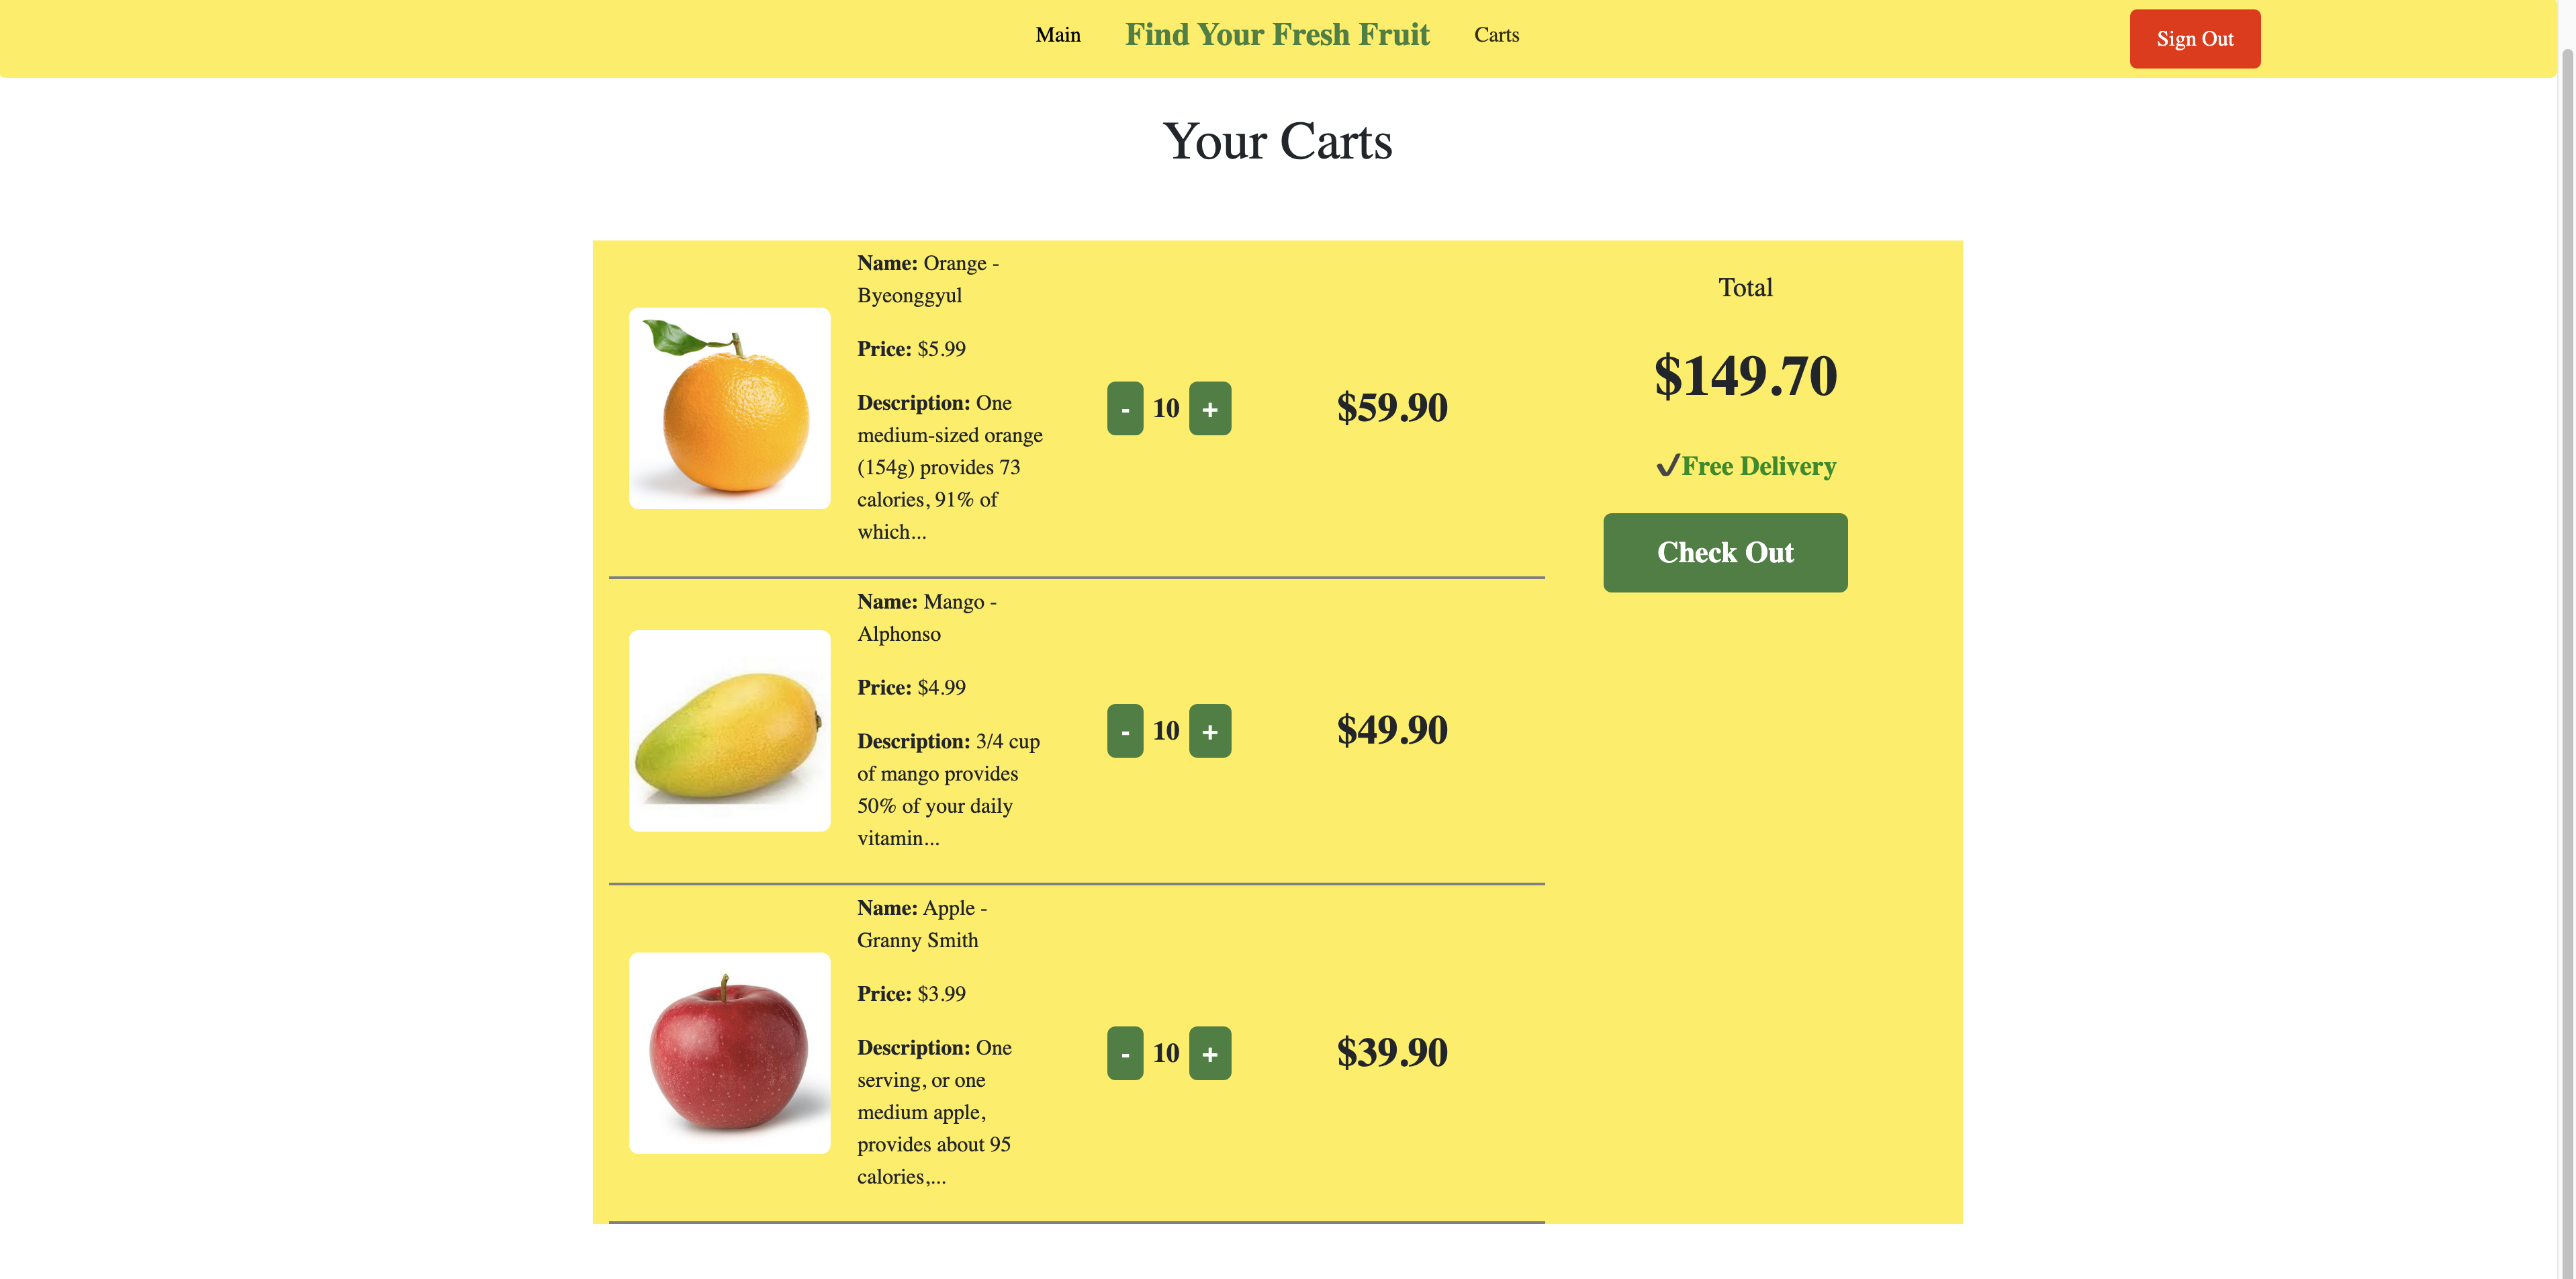 Main Find Your Fresh Fruit Carts Sign Out
Your Carts
Name: Orange -
Byeonggyul
Price: $5.99
Description: One
medium-sized orange
(154g) provides 73
calories, 91% of
which...
- 10 +
$59.90
Name: Mango -
Alphonso
Price: $4.99
Description: 3/4 cup
of mango provides
50% of your daily
vitamin...
- 10 +
$49.90
Name: Apple -
Granny Smith
Price: $3.99
Description: One
serving, or one
medium apple,
provides about 95
calories,...
- 10 +
$39.90
Total
$149.70
✓Free Delivery
Check Out